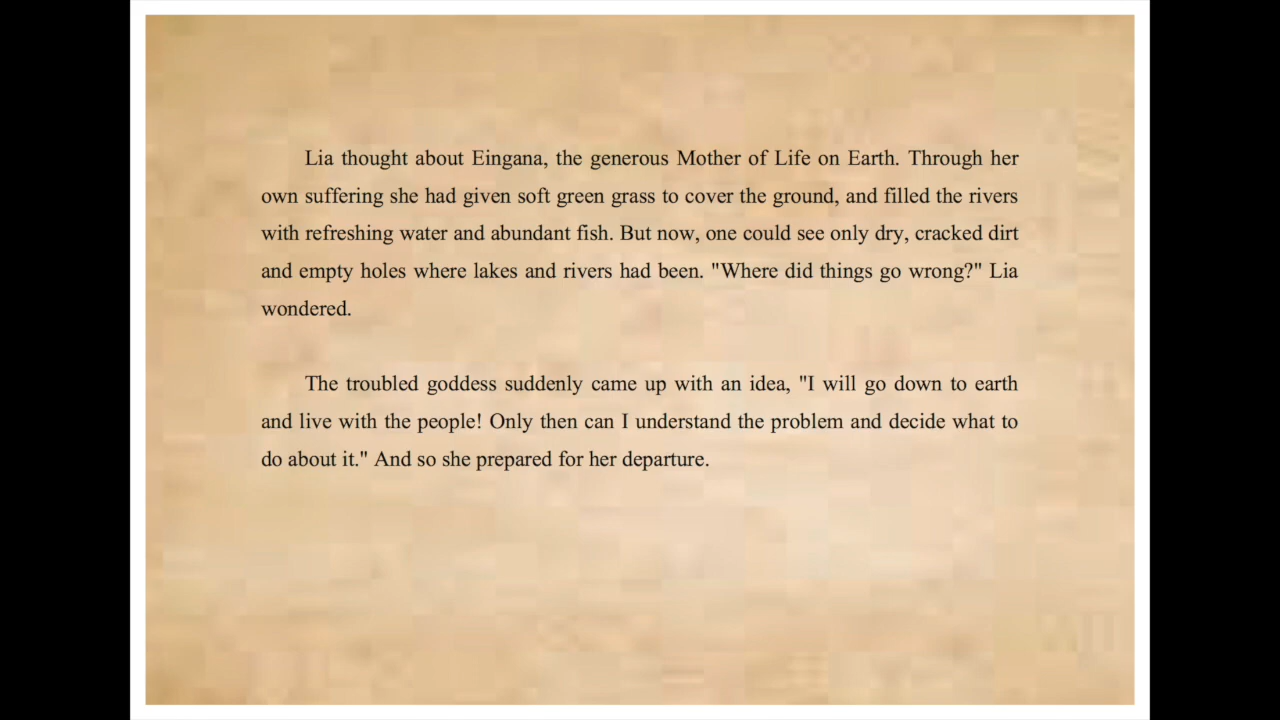 Lia thought about Eingana, the generous Mother of Life on Earth. Through her
own suffering she had given soft green grass to cover the ground, and filled the rivers
with refreshing water and abundant fish. But now, one could see only dry, cracked dirt
and empty holes where lakes and rivers had been. "Where did things go wrong?" Lia
wondered.
The troubled goddess suddenly came up with an idea, "I will go down to earth
and live with the people! Only then can I understand the problem and decide what to
do about it." And so she prepared for her departure.